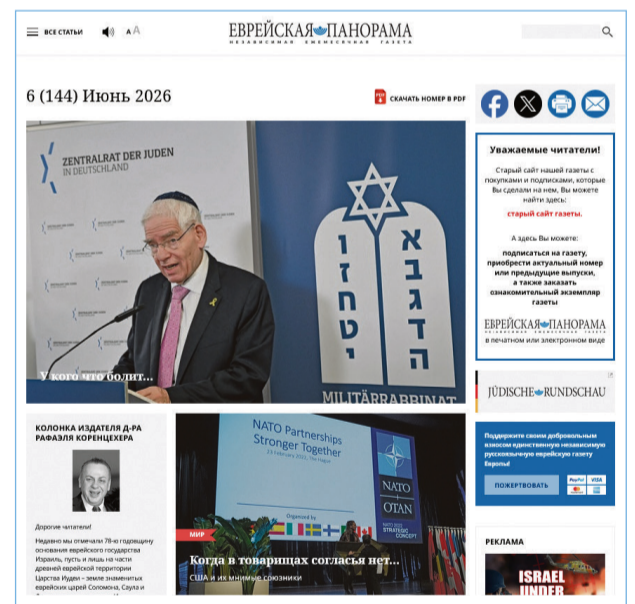 ВСЕ СТАТЬИ
A A
ЕВРЕЙСКАЯ ПАНОРАМА
НЕЗАВИСИМАЯ ЕЖЕМЕСЯЧНАЯ ГАЗЕТА
6 (144) Июнь 2026
PDF
СКАЧАТЬ НОМЕР В PDF
ZENTRALRAT DER JUDEN
IN DEUTSCHLAND
א ו
ב ז
ג ח
ד ט
ה י
MILITÄRRABBINAT
У кого что болит...
Уважаемые читатели!
Старый сайт нашей газеты с
покупками и подписками, которые
Вы сделали на нем, Вы можете
найти здесь:
старый сайт газеты.
А здесь Вы можете:
подписаться на газету,
приобрести актуальный номер
или предыдущие выпуски,
а также заказать
ознакомительный экземпляр
газеты
ЕВРЕЙСКАЯ ПАНОРАМА
в печатном или электронном виде
JÜDISCHE RUNDSCHAU
Поддержите своим добровольным
взносом единственную независимую
русскоязычную еврейскую газету
Европы!
ПОЖЕРТВОВАТЬ
PayPal VISA
РЕКЛАМА
ISRAEL
UNDER
КОЛОНКА ИЗДАТЕЛЯ Д-РА
РАФАЭЛЯ КОРЕНЦЕХЕРА
Дорогие читатели!
Недавно мы отмечали 78-ю годовщину
основания еврейского государства
Израиль, пусть и лишь на части
древней еврейской территории
Царства Иудеи – земле знаменитых
еврейских царей Соломона, Саула и
NATO Partnerships
Stronger Together
Organized by
NATO
OTAN
NATO 2022
STRATEGIC
CONCEPT
МИР
Когда в товарищах согласья нет...
США и их мнимые союзники